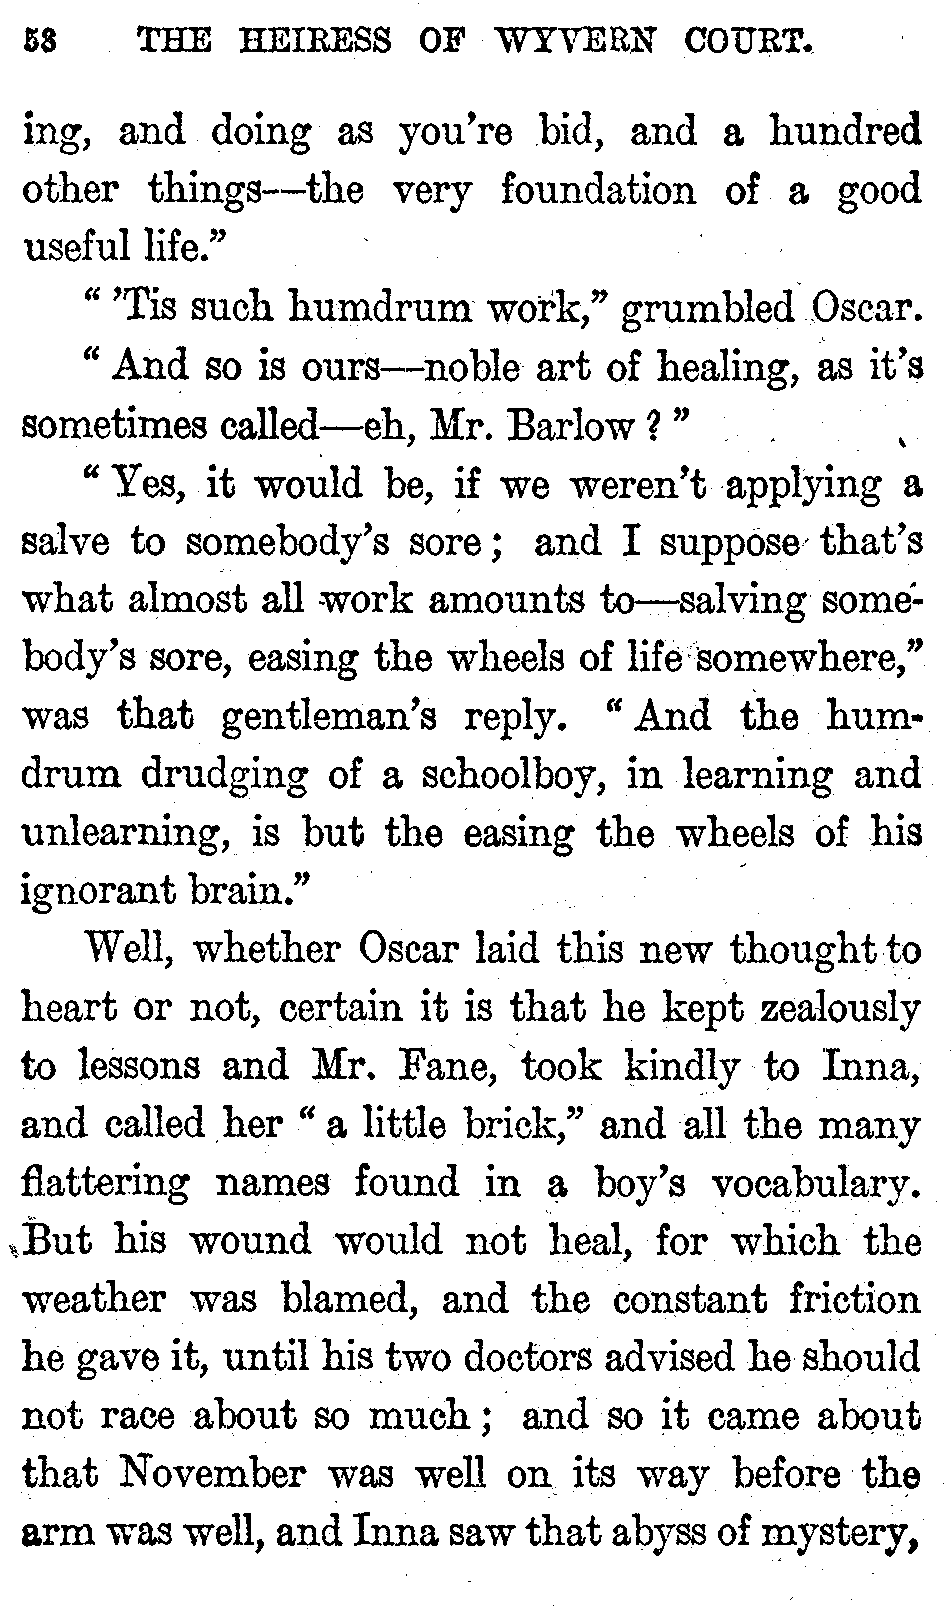 58 THE HEIRESS OF WYVERN COURT.
ing, and doing as you're bid, and a hundred
other things—the very foundation of a good
useful life.”
“ 'Tis such humdrum work,” grumbled Oscar.
“ And so is ours—noble art of healing, as it's
sometimes called—eh, Mr. Barlow ? ”
“ Yes, it would be, if we weren't applying a
salve to somebody's sore ; and I suppose that's
what almost all work amounts to—salving some-
body's sore, easing the wheels of life somewhere,”
was that gentleman's reply. “ And the hum-
drum drudging of a schoolboy, in learning and
unlearning, is but the easing the wheels of his
ignorant brain.”
Well, whether Oscar laid this new thought to
heart or not, certain it is that he kept zealously
to lessons and Mr. Fane, took kindly to Inna,
and called her “ a little brick,” and all the many
flattering names found in a boy's vocabulary.
But his wound would not heal, for which the
weather was blamed, and the constant friction
he gave it, until his two doctors advised he should
not race about so much ; and so it came about
that November was well on its way before the
arm was well, and Inna saw that abyss of mystery,